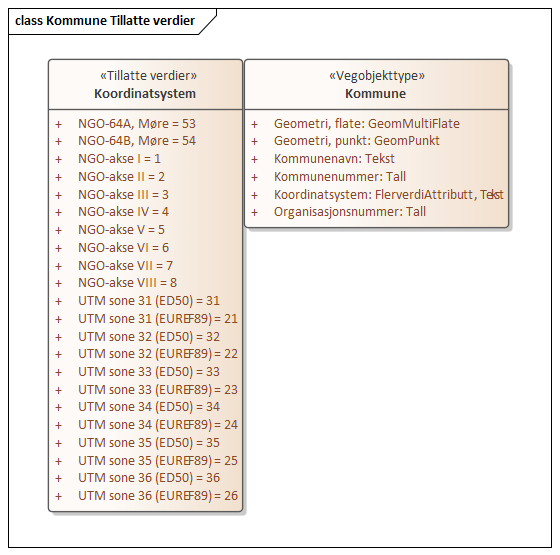 class Kommune Tillatte verdier
«Tillatte verdier»
Koordinatsystem
+ NGO-64A, Møre = 53
+ NGO-64B, Møre = 54
+ NGO-akse I = 1
+ NGO-akse II = 2
+ NGO-akse III = 3
+ NGO-akse IV = 4
+ NGO-akse V = 5
+ NGO-akse VI = 6
+ NGO-akse VII = 7
+ NGO-akse VIII = 8
+ UTM sone 31 (ED50) = 31
+ UTM sone 31 (EUREF89) = 21
+ UTM sone 32 (ED50) = 32
+ UTM sone 32 (EUREF89) = 22
+ UTM sone 33 (ED50) = 33
+ UTM sone 33 (EUREF89) = 23
+ UTM sone 34 (ED50) = 34
+ UTM sone 34 (EUREF89) = 24
+ UTM sone 35 (ED50) = 35
+ UTM sone 35 (EUREF89) = 25
+ UTM sone 36 (ED50) = 36
+ UTM sone 36 (EUREF89) = 26
«Vegobjekttype»
Kommune
+ Geometri, flate: GeomMultiFlate
+ Geometri, punkt: GeomPunkt
+ Kommunenavn: Tekst
+ Kommunenummer: Tall
+ Koordinatsystem: FlerverdiAttributt, Tekst
+ Organisasjonsnummer: Tall